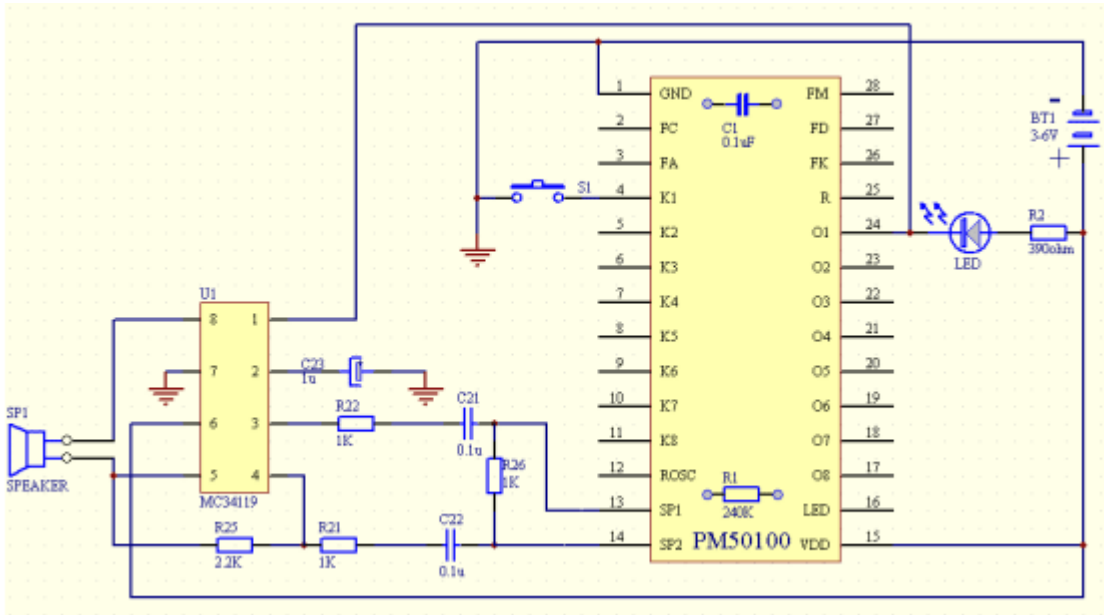 1 GND FM 28
2 FC C1 FD 27
0.1uF
3 FA FK 26
4 K1 R 25
S1
5 K2 O1 24
6 K3 O2 23
7 K4 O3 22
8 K5 O4 21
9 K6 O5 20
10 K7 O6 19
11 K8 O7 18
12 ROSC O8 17
R1
240K
13 SP1 LED 16
14 SP2 PM50100 VDD 15
-
BT1
3-6V
+
R2
390ohm
LED
U1
8 1
7 2
6 3
5 4
MC34119
C23
1u
R22
1K
C21
0.1u
R26
1K
SP1
SPEAKER
R25
2.2K
R21
1K
C22
0.1u